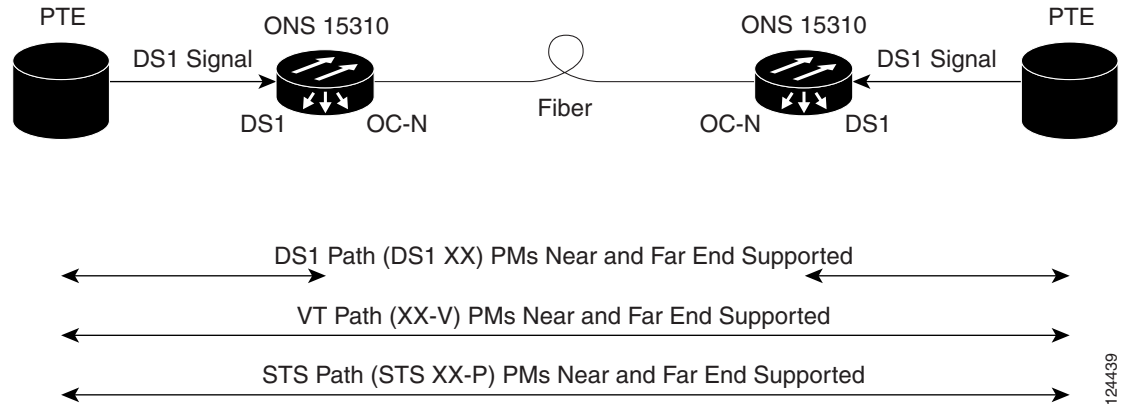 PTE
ONS 15310
ONS 15310
PTE
DS1 Signal
DS1 Signal
Fiber
DS1
OC-N
OC-N
DS1
DS1 Path (DS1 XX) PMs Near and Far End Supported
VT Path (XX-V) PMs Near and Far End Supported
STS Path (STS XX-P) PMs Near and Far End Supported
124439